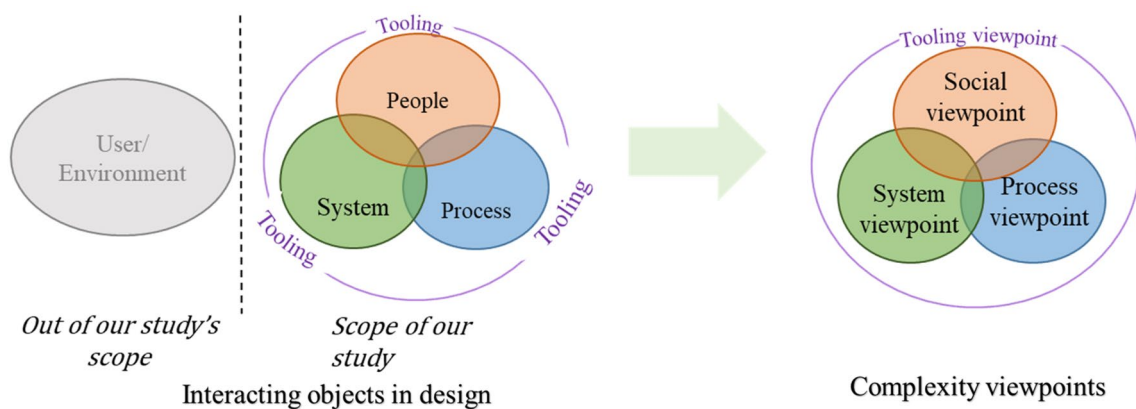 Tooling
People
User/
Environment
System
Process
Tooling
Tooling
Out of our study's
scope
Scope of our
study
Interacting objects in design
Tooling viewpoint
Social
viewpoint
System
viewpoint
Process
viewpoint
Complexity viewpoints